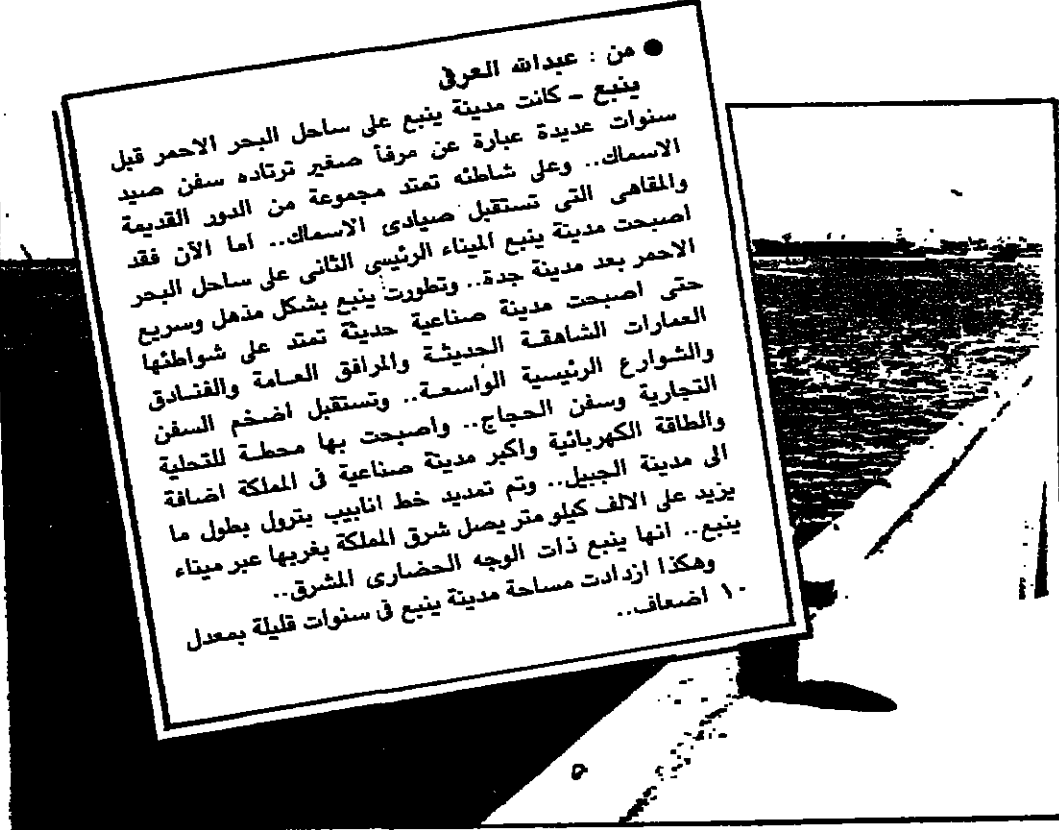 ● من : عبدالله العرفى
ينبع – كانت مدينة ينبع على ساحل البحر الاحمر قبل
سنوات عديدة عبارة عن مرفأ صغير ترتاده سفن صيد
الاسماك.. وعلى شاطئه تمتد مجموعة من الدور القديمة
والمقاهى التى تستقبل صيادى الاسماك.. اما الآن فقد
اصبحت مدينة ينبع الميناء الرئيسى الثانى على ساحل البحر
الاحمر بعد مدينة جدة.. وتطورت ينبع بشكل مذهل وسريع
حتى اصبحت مدينة صناعية حديثة تمتد على شواطئها
العمارات الشاهقة الحديثة والمرافق العامة والفنادق
والشوارع الرئيسية الواسعة.. وتستقبل اضخم السفن
التجارية وسفن الحجاج.. واصبحت بها محطة للتحلية
والطاقة الكهربائية واكبر مدينة صناعية فى المملكة اضافة
الى مدينة الجبيل.. وتم تمديد خط انابيب بترول بطول ما
يزيد على الالف كيلو متر يصل شرق المملكة بغربها عبر ميناء
ينبع.. انها ينبع ذات الوجه الحضارى المشرق..
وهكذا ازدادت مساحة مدينة ينبع فى سنوات قليلة بمعدل
١٠ اضعاف..